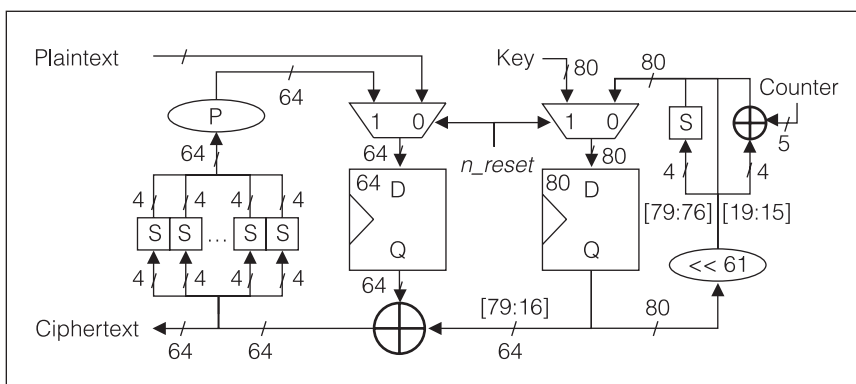 Plaintext
64
Key
80
80
Counter
5
P
1 0
n_reset
1 0
S
64
64
80
4 4
4 4 4 4
64 D
80 D
[79:76] [19:15]
S S ... S S
Q
Q
<< 61
4 4 4 4
64
[79:16]
80
Ciphertext
64
64
64